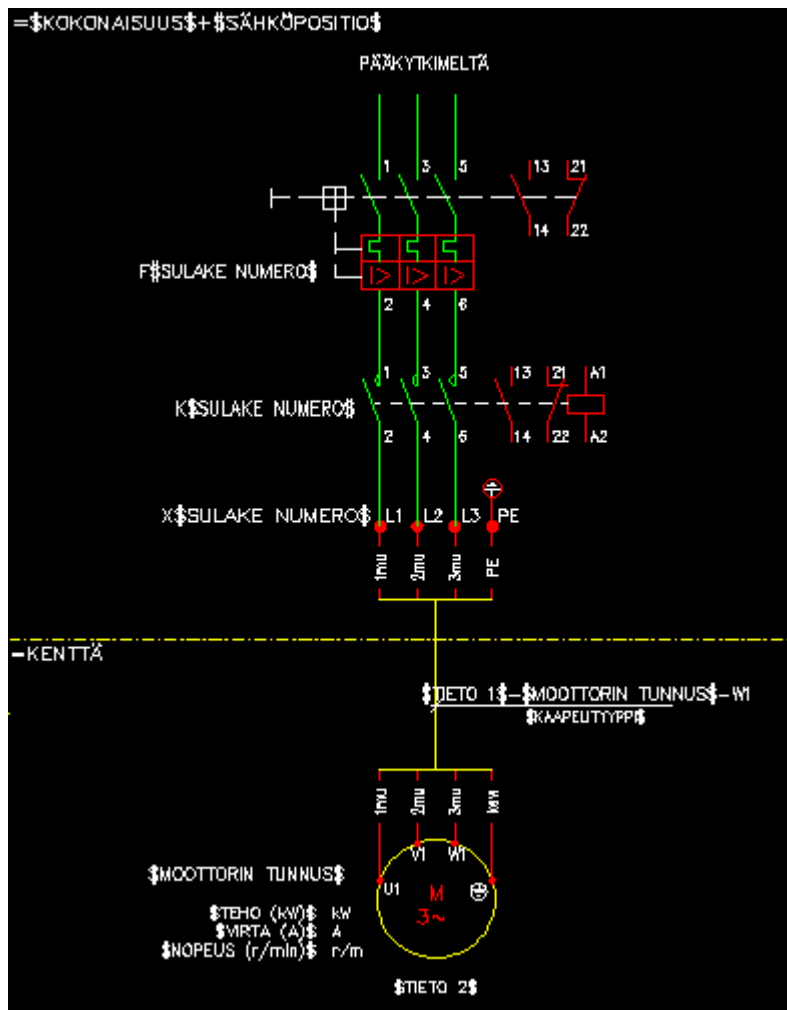 =$KOKONAISUUS$+$SÄHKÖPOSITIO$
PÄÄKYTKIMELTÄ
1 3 5 13 21
14 22
F$SULAKE NUMERO$
I> I> I>
2 4 6
1 3 5 13 21 A1
K$SULAKE NUMERO$
2 4 6 14 22 A2
X$SULAKE NUMERO$ L1 L2 L3 PE
1mu 2mu 3mu PE
-KENTTÄ
$TIETO 1$-$MOOTTORIN TUNNUS$-W1
$KAAPELITYYPPI$
1mu 2mu 3mu kevi
V1 W1
$MOOTTORIN TUNNUS$ U1 M
3~
$TEHO (kW)$ kW
$VIRTA (A)$ A
$NOPEUS (r/min)$ r/m
$TIETO 2$